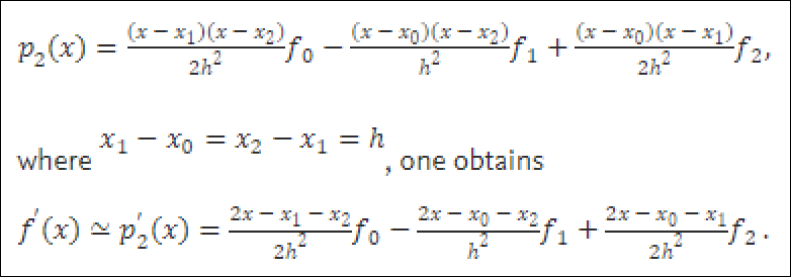 p₂(x) = (x − x₁)(x − x₂)/2h² f₀ − (x − x₀)(x − x₂)/h² f₁ + (x − x₀)(x − x₁)/2h² f₂,
where x₁ − x₀ = x₂ − x₁ = h, one obtains
f′(x) ≃ p₂′(x) = 2x − x₁ − x₂/2h² f₀ − 2x − x₀ − x₂/h² f₁ + 2x − x₀ − x₁/2h² f₂.